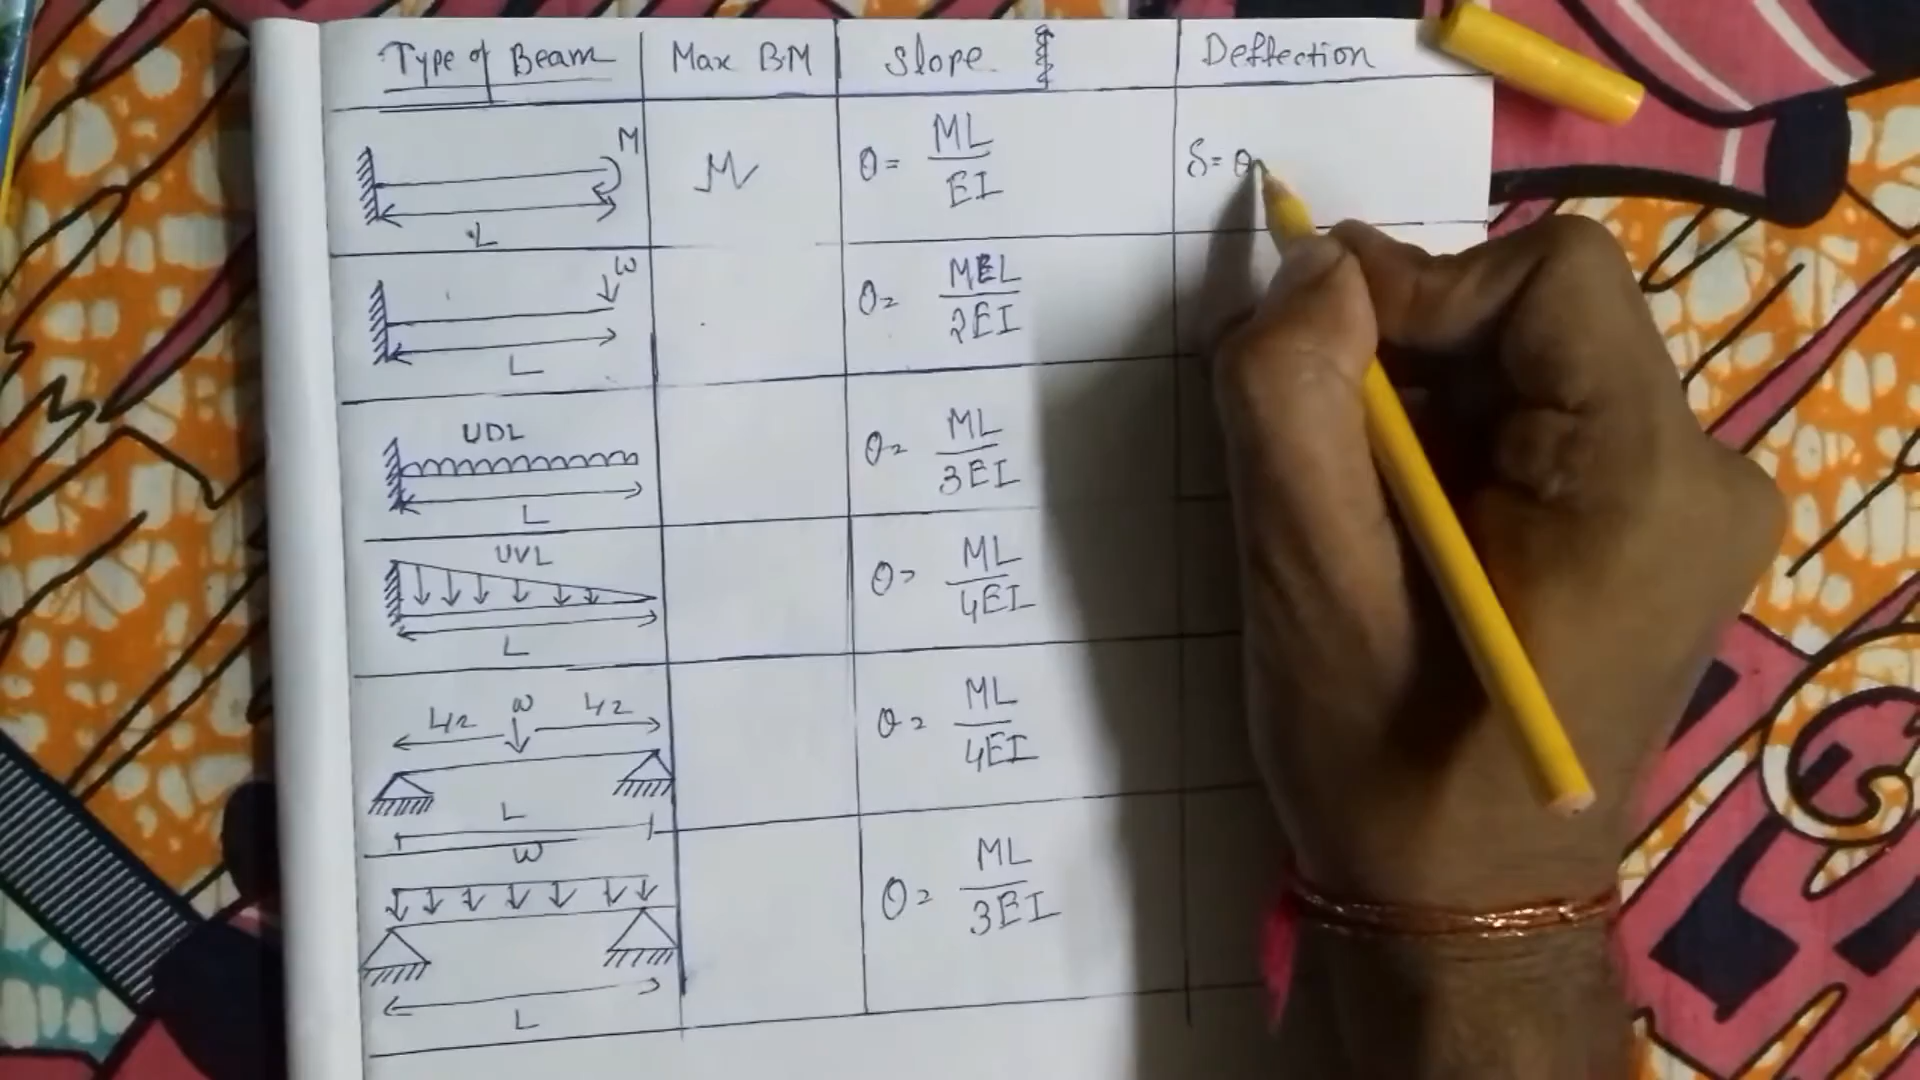 Type of Beam Max BM Slope Deflection
M
M θ = ML / EI δ = θ
L
w
θ = MEL / 2EI
L
UDL
θ = ML / 3EI
L
UVL
θ = ML / 4EI
L
L/2 w L/2
θ = ML / 4EI
L
w
θ = ML / 3EI
L